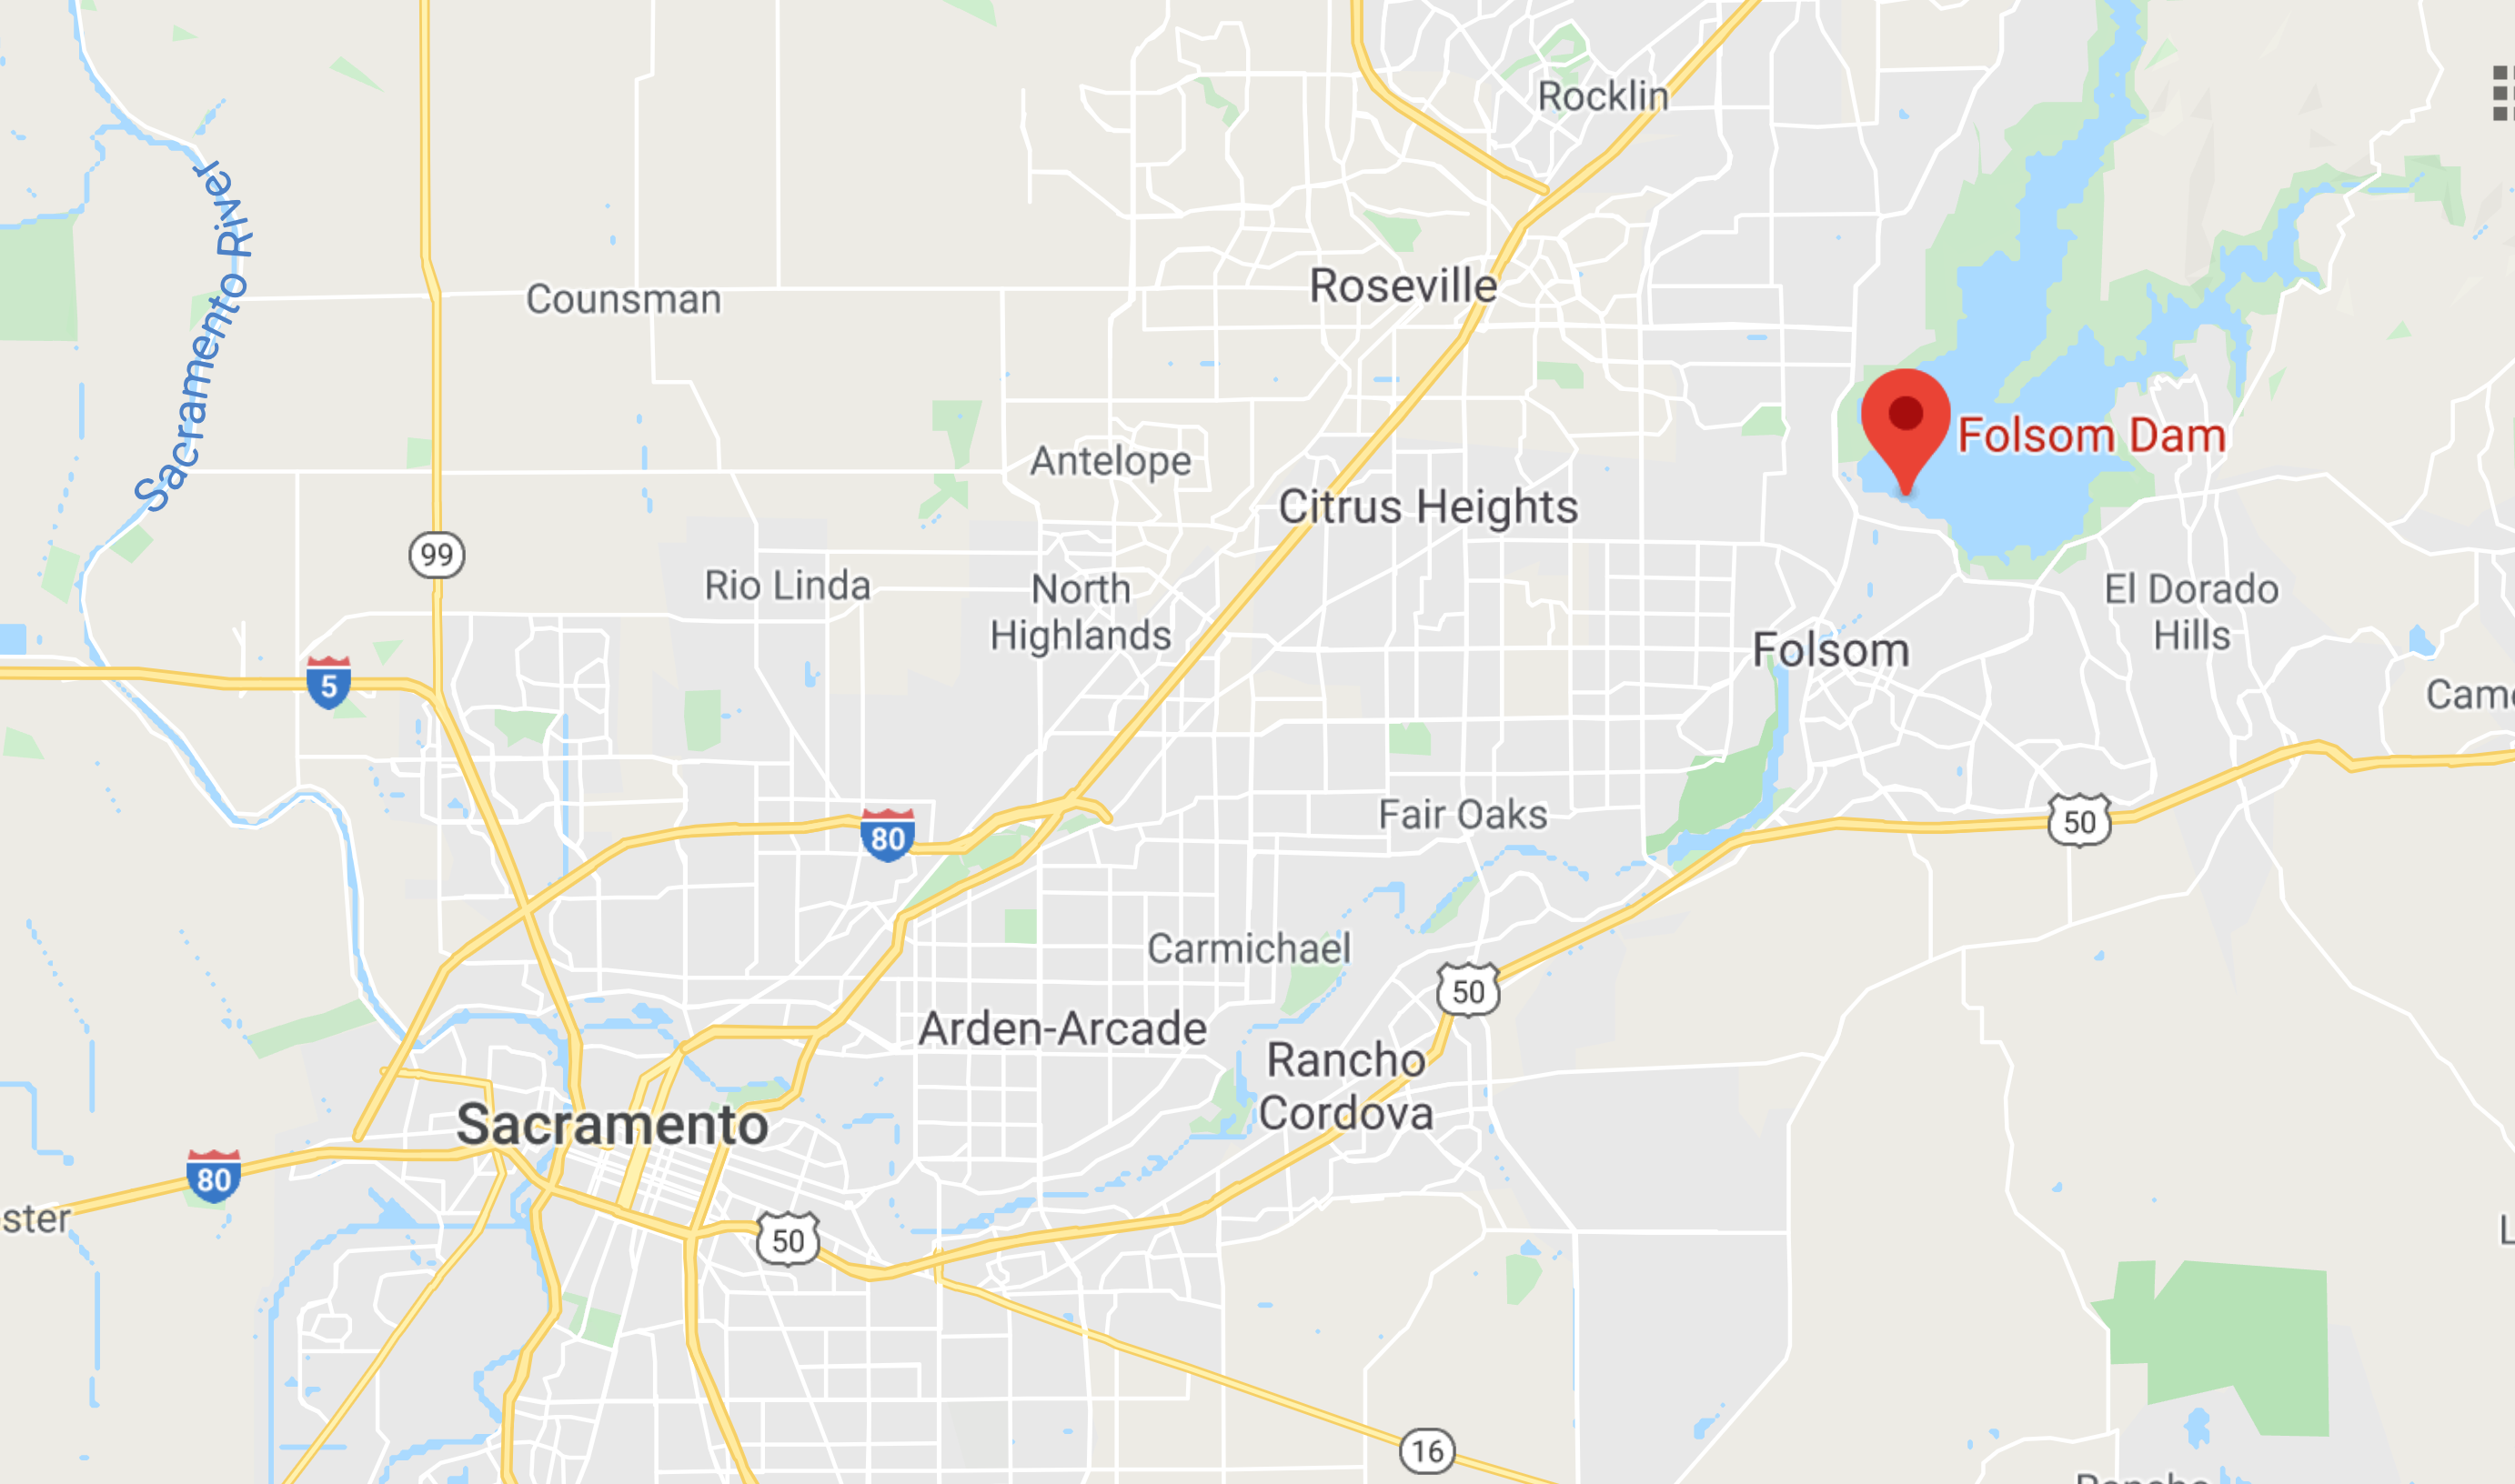 Rocklin
Sacramento River
Roseville
Counsman
Folsom Dam
Antelope
Citrus Heights
99
Rio Linda
North
Highlands
El Dorado
Hills
Folsom
5
Came
Fair Oaks
50
80
Carmichael
50
Arden-Arcade
Rancho
Cordova
Sacramento
80
ster
50
L
16